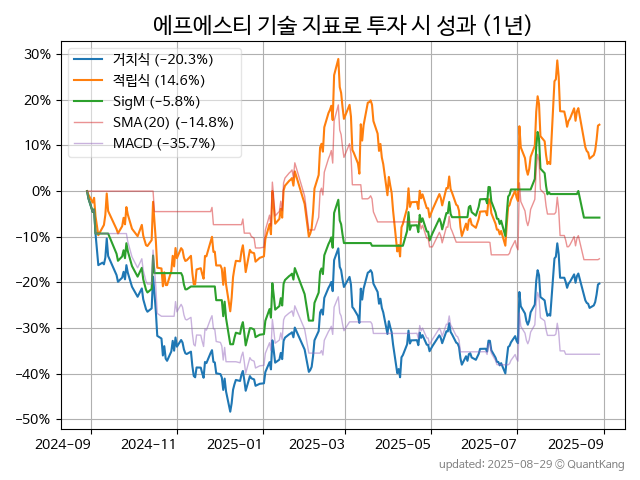 에프에스티 기술 지표로 투자 시 성과 (1년)
거치식 (−20.3%)
적립식 (14.6%)
SigM (−5.8%)
SMA(20) (−14.8%)
MACD (−35.7%)
30%
20%
10%
0%
−10%
−20%
−30%
−40%
−50%
2024-09 2024-11 2025-01 2025-03 2025-05 2025-07 2025-09
updated: 2025-08-29 © QuantKang